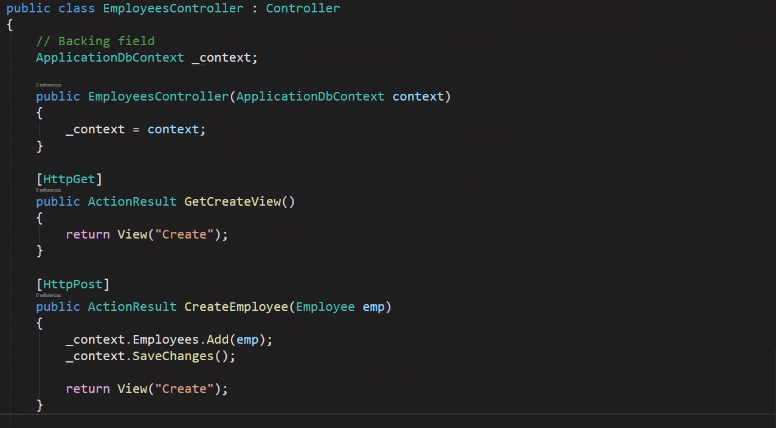 public class EmployeesController : Controller
{
// Backing field
ApplicationDbContext _context;
0 references
public EmployeesController(ApplicationDbContext context)
{
_context = context;
}
[HttpGet]
0 references
public ActionResult GetCreateView()
{
return View("Create");
}
[HttpPost]
0 references
public ActionResult CreateEmployee(Employee emp)
{
_context.Employees.Add(emp);
_context.SaveChanges();
return View("Create");
}